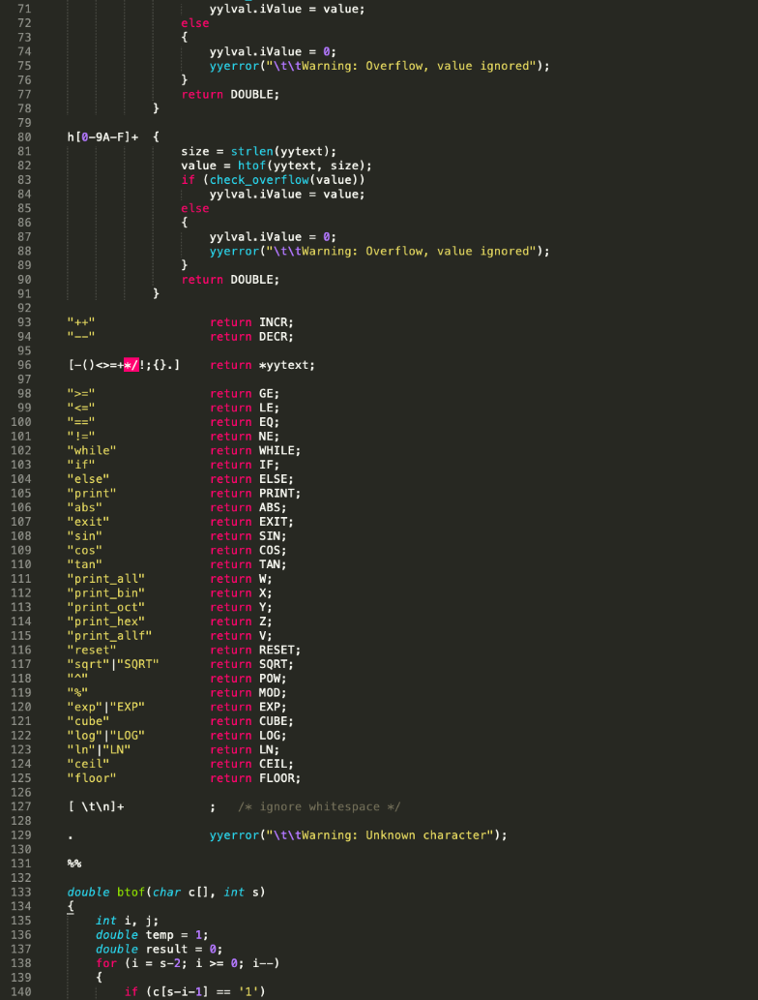 71 yylval.iValue = value;
72 else
73 {
74 yylval.iValue = 0;
75 yyerror("\t\tWarning: Overflow, value ignored");
76 }
77 return DOUBLE;
78 }
79
80 h[0-9A-F]+ {
81 size = strlen(yytext);
82 value = htof(yytext, size);
83 if (check_overflow(value))
84 yylval.iValue = value;
85 else
86 {
87 yylval.iValue = 0;
88 yyerror("\t\tWarning: Overflow, value ignored");
89 }
90 return DOUBLE;
91 }
92
93 "++" return INCR;
94 "--" return DECR;
95
96 [-()<>=+*/!;{}.] return *yytext;
97
98 ">=" return GE;
99 "<=" return LE;
100 "==" return EQ;
101 "!=" return NE;
102 "while" return WHILE;
103 "if" return IF;
104 "else" return ELSE;
105 "print" return PRINT;
106 "abs" return ABS;
107 "exit" return EXIT;
108 "sin" return SIN;
109 "cos" return COS;
110 "tan" return TAN;
111 "print_all" return W;
112 "print_bin" return X;
113 "print_oct" return Y;
114 "print_hex" return Z;
115 "print_allf" return V;
116 "reset" return RESET;
117 "sqrt"|"SQRT" return SQRT;
118 "^" return POW;
119 "%" return MOD;
120 "exp"|"EXP" return EXP;
121 "cube" return CUBE;
122 "log"|"LOG" return LOG;
123 "ln"|"LN" return LN;
124 "ceil" return CEIL;
125 "floor" return FLOOR;
126
127 [ \t\n]+ ; /* ignore whitespace */
128
129 . yyerror("\t\tWarning: Unknown character");
130
131 %%
132
133 double btof(char c[], int s)
134 {
135 int i, j;
136 double temp = 1;
137 double result = 0;
138 for (i = s-2; i >= 0; i--)
139 {
140 if (c[s-i-1] == '1')